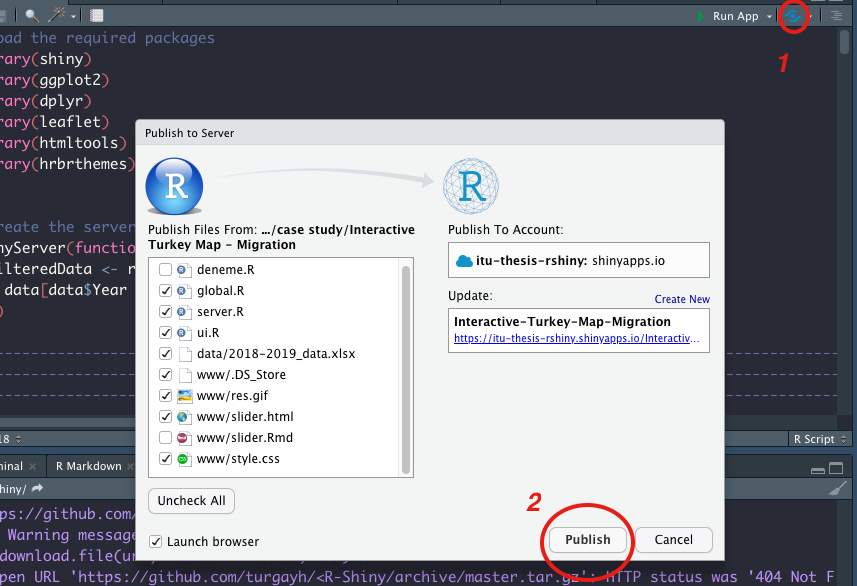 Run App
1
oad the required packages
rary(shiny)
rary(ggplot2)
rary(dplyr)
rary(leaflet)
rary(htmltools)
rary(hrbrthemes)
Publish to Server
R
R
Publish Files From: .../case study/Interactive
Turkey Map - Migration
Publish To Account:
itu-thesis-rshiny: shinyapps.io
Update: Create New
Interactive-Turkey-Map-Migration
https://itu-thesis-rshiny.shinyapps.io/Interactiv...
deneme.R
global.R
server.R
ui.R
data/2018-2019_data.xlsx
www/.DS_Store
www/res.gif
www/slider.html
www/slider.Rmd
www/style.css
Uncheck All
Launch browser
2
Publish
Cancel
reate the server
nyServer(functio
ilteredData <- r
data[data$Year
)
18
R Script
minal
R Markdown
hiny/
ps://github.com/
Warning message
download.file(ur
pen URL 'https://github.com/turgayh/<R-Shiny/archive/master.tar.gz': HTTP status was '404 Not F